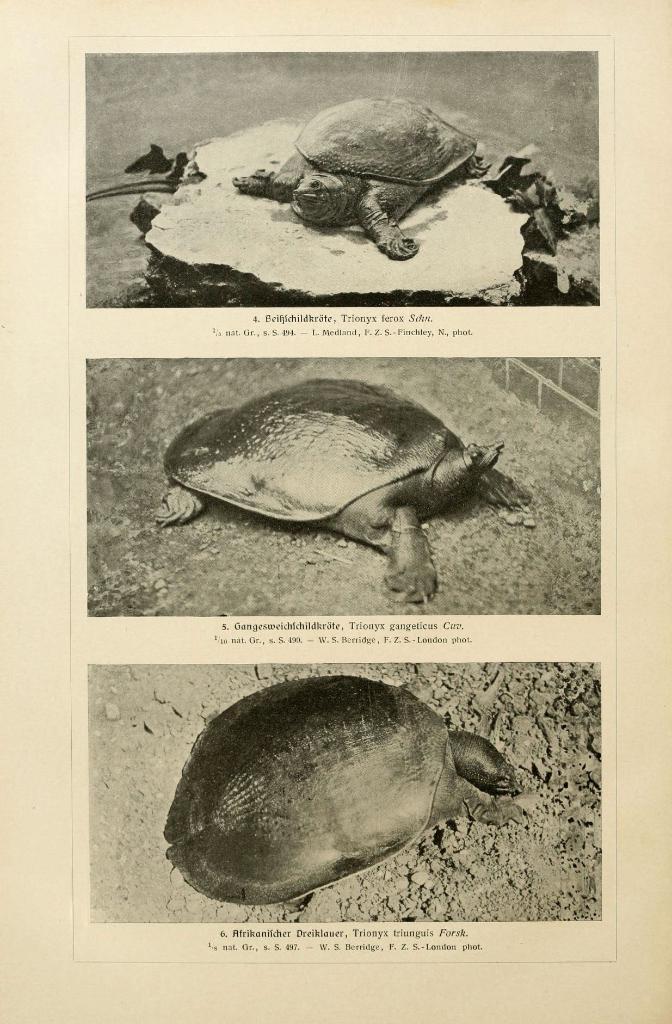 4. Beißschildkröte, Trionyx ferox Schn.
1/5 nat. Gr., s. S. 494. — L. Medland, F. Z. S.-Finchley, N., phot.
5. Gangesweichschildkröte, Trionyx gangeticus Cuv.
1/10 nat. Gr., s. S. 490. — W. S. Berridge, F. Z. S.-London phot.
6. Afrikanischer Dreiklauer, Trionyx triunguis Forsk.
1/8 nat. Gr., s. S. 497. — W. S. Berridge, F. Z. S.-London phot.